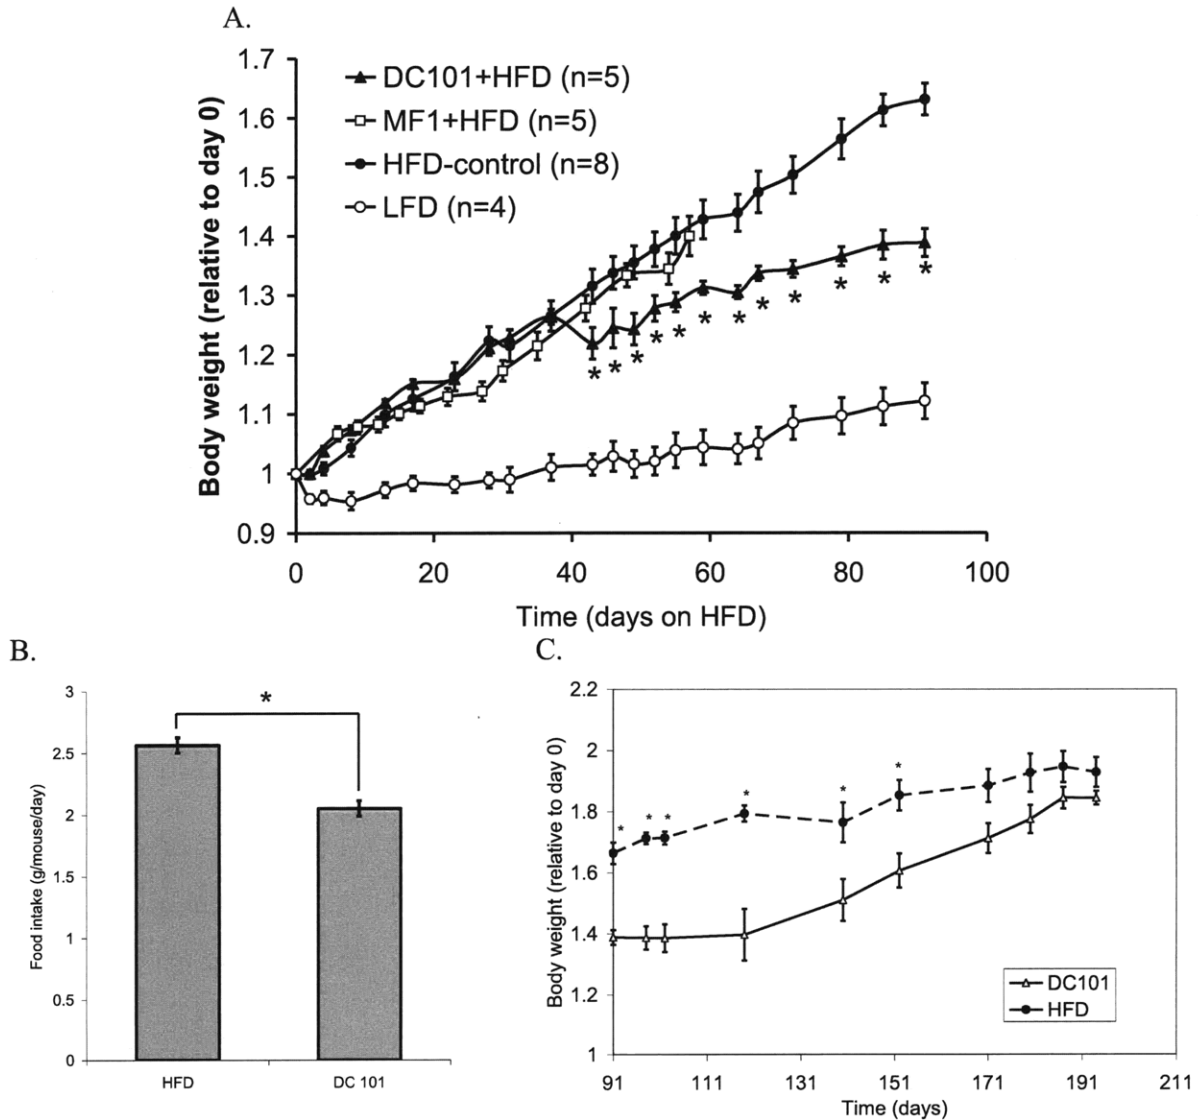 A.
1.7
1.6
1.5
1.4
1.3
1.2
1.1
1
0.9
Body weight (relative to day 0)
DC101+HFD (n=5)
MF1+HFD (n=5)
HFD-control (n=8)
LFD (n=4)
* * * * * * * * * * * *
0 20 40 60 80 100
Time (days on HFD)
B.
3
2.5
2
1.5
1
0.5
0
Food intake (g/mouse/day)
*
HFD DC 101
C.
2.2
2
1.8
1.6
1.4
1.2
1
Body weight (relative to day 0)
* * * * * *
DC101
HFD
91 111 131 151 171 191 211
Time (days)